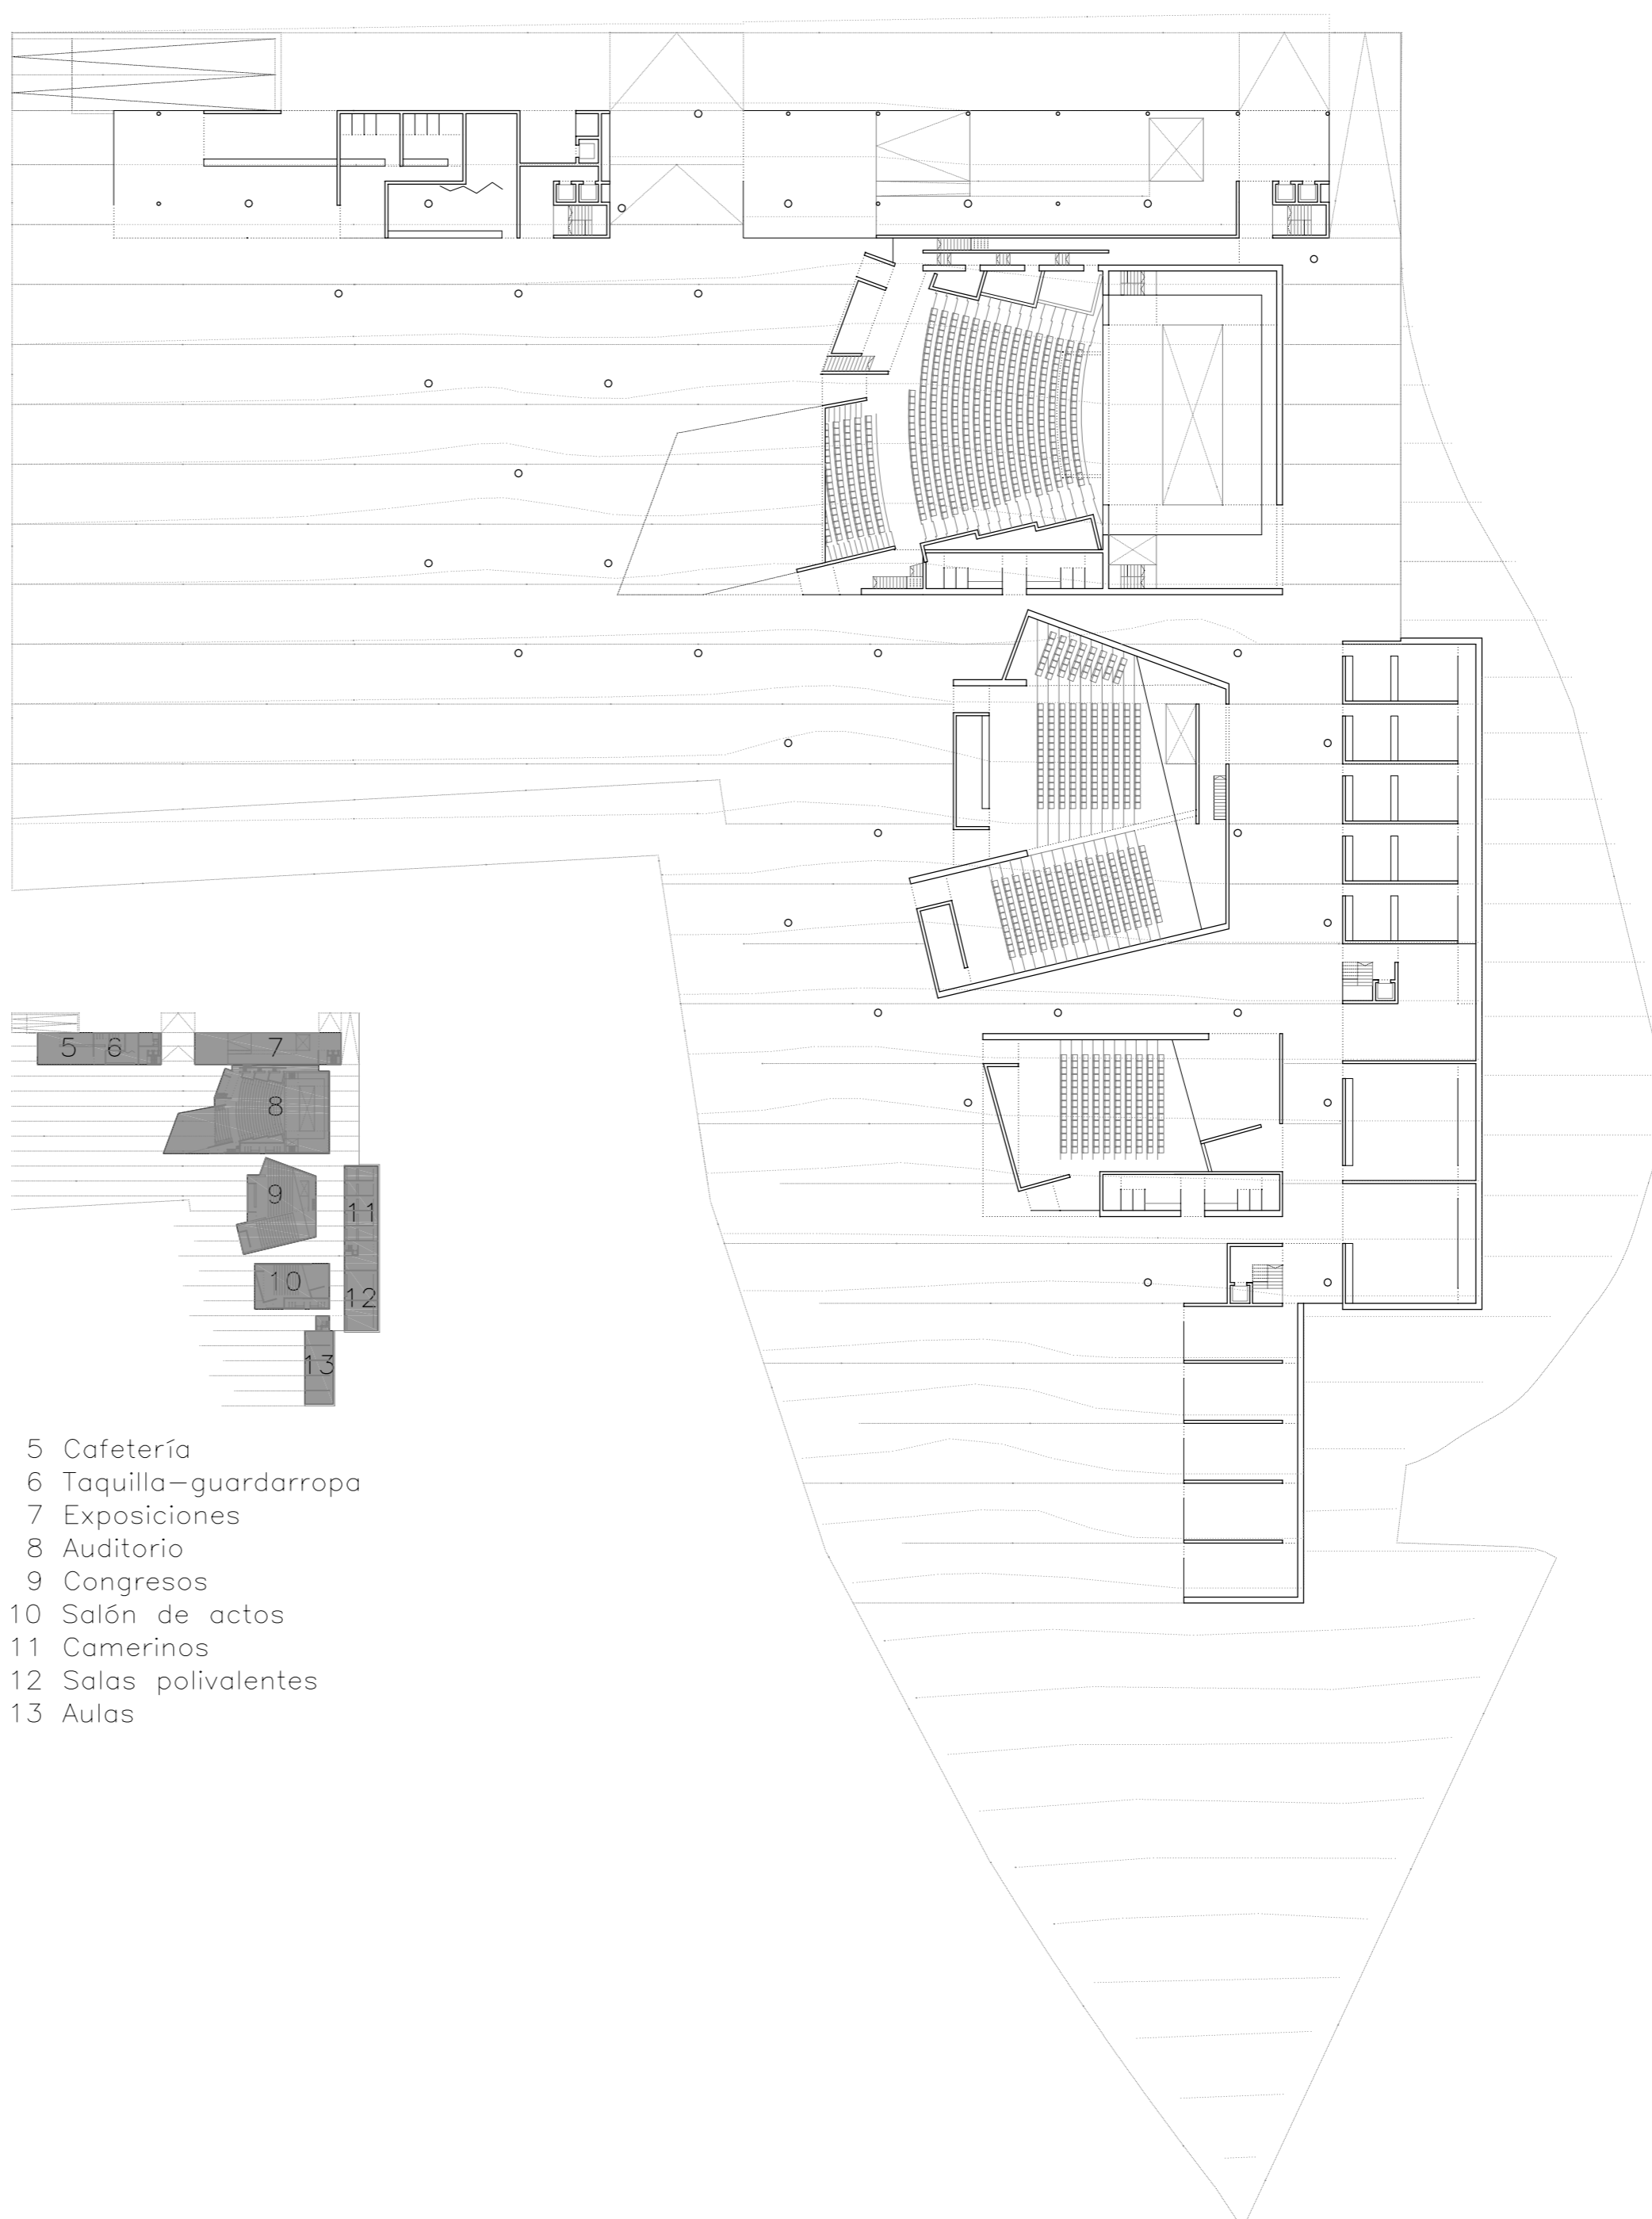 5 6 7
8
9
11
10
12
13
5 Cafetería
6 Taquilla-guardarropa
7 Exposiciones
8 Auditorio
9 Congresos
10 Salón de actos
11 Camerinos
12 Salas polivalentes
13 Aulas